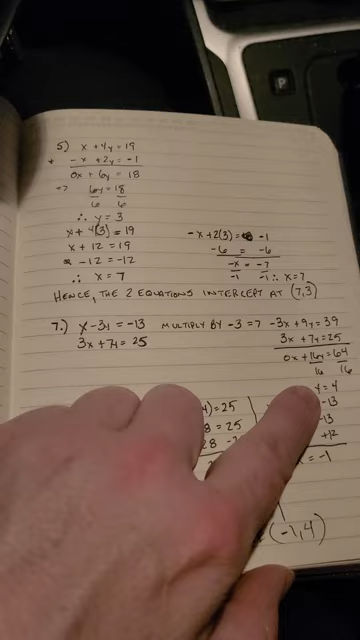 5) x + 4y = 19
+ -x + 2y = -1
0x + 6y = 18
=> 6y = 18
6 6
∴ y = 3
x + 4(3) = 19
x + 12 = 19
-12 = -12
∴ x = 7
-x + 2(3) = -1
-6 = -6
-x = -7
-1 -1 ∴ x = 7
HENCE, THE 2 EQUATIONS INTERCEPT AT (7,3)
7.) x - 3y = -13 MULTIPLY BY -3 => -3x + 9y = 39
3x + 7y = 25
3x + 7y = 25
0x + 16y = 64
16 16
y = 4
) = 25
8 = 25
28
-13
-13
+12
= -1
(-1,4)